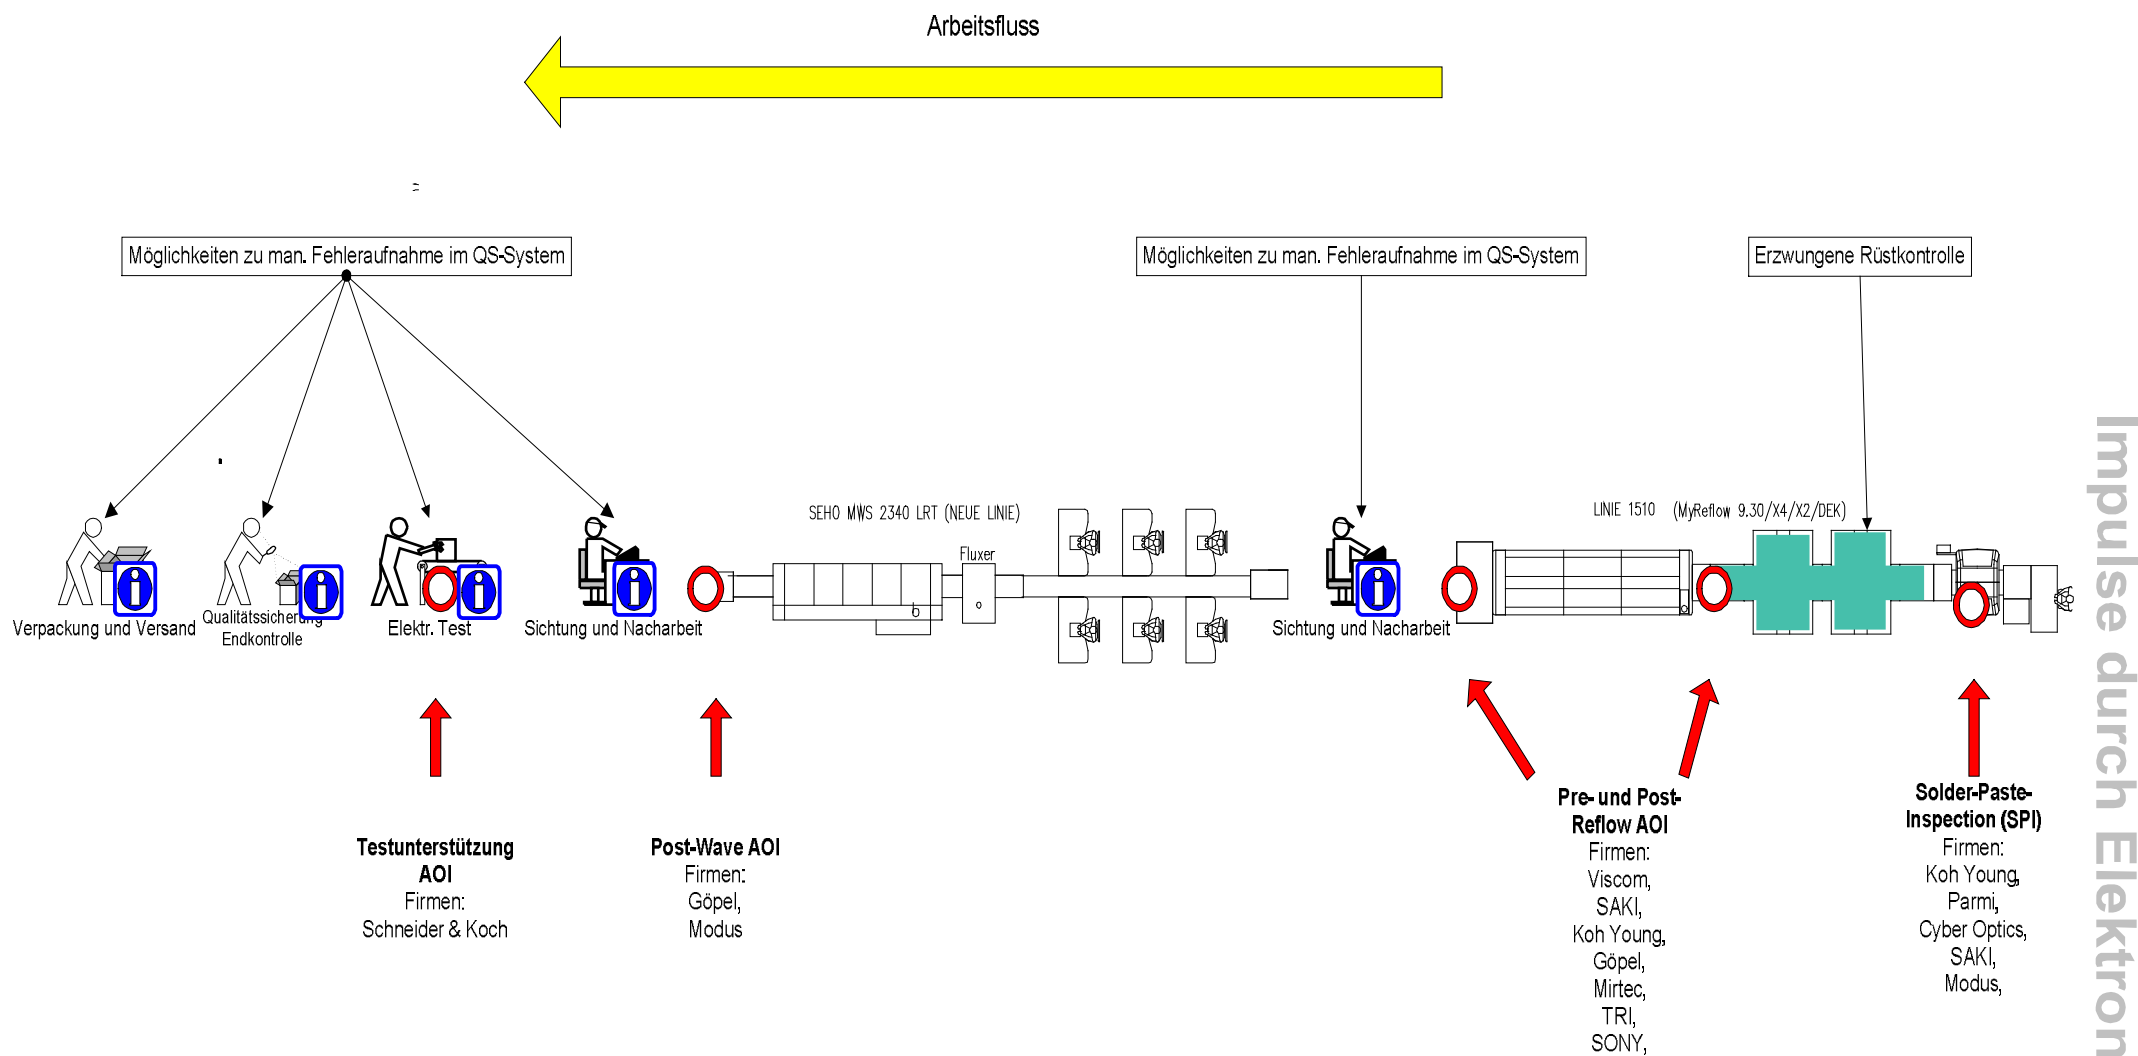 Arbeitsfluss
Möglichkeiten zu man. Fehleraufnahme im QS-System
Möglichkeiten zu man. Fehleraufnahme im QS-System
Erzwungene Rüstkontrolle
SEHO MWS 2340 LRT (NEUE LINIE)
LINIE 1510 (MyReflow 9.30/X4/X2/DEK)
Fluxer
Verpackung und Versand
Qualitätssicherung
Endkontrolle
Elektr. Test
Sichtung und Nacharbeit
Sichtung und Nacharbeit
Testunterstützung
AOI
Firmen:
Schneider & Koch
Post-Wave AOI
Firmen:
Göpel,
Modus
Pre- und Post-
Reflow AOI
Firmen:
Viscom,
SAKI,
Koh Young,
Göpel,
Mirtec,
TRI,
SONY,
Solder-Paste-
Inspection (SPI)
Firmen:
Koh Young,
Parmi,
Cyber Optics,
SAKI,
Modus,
Impulse durch Elektron